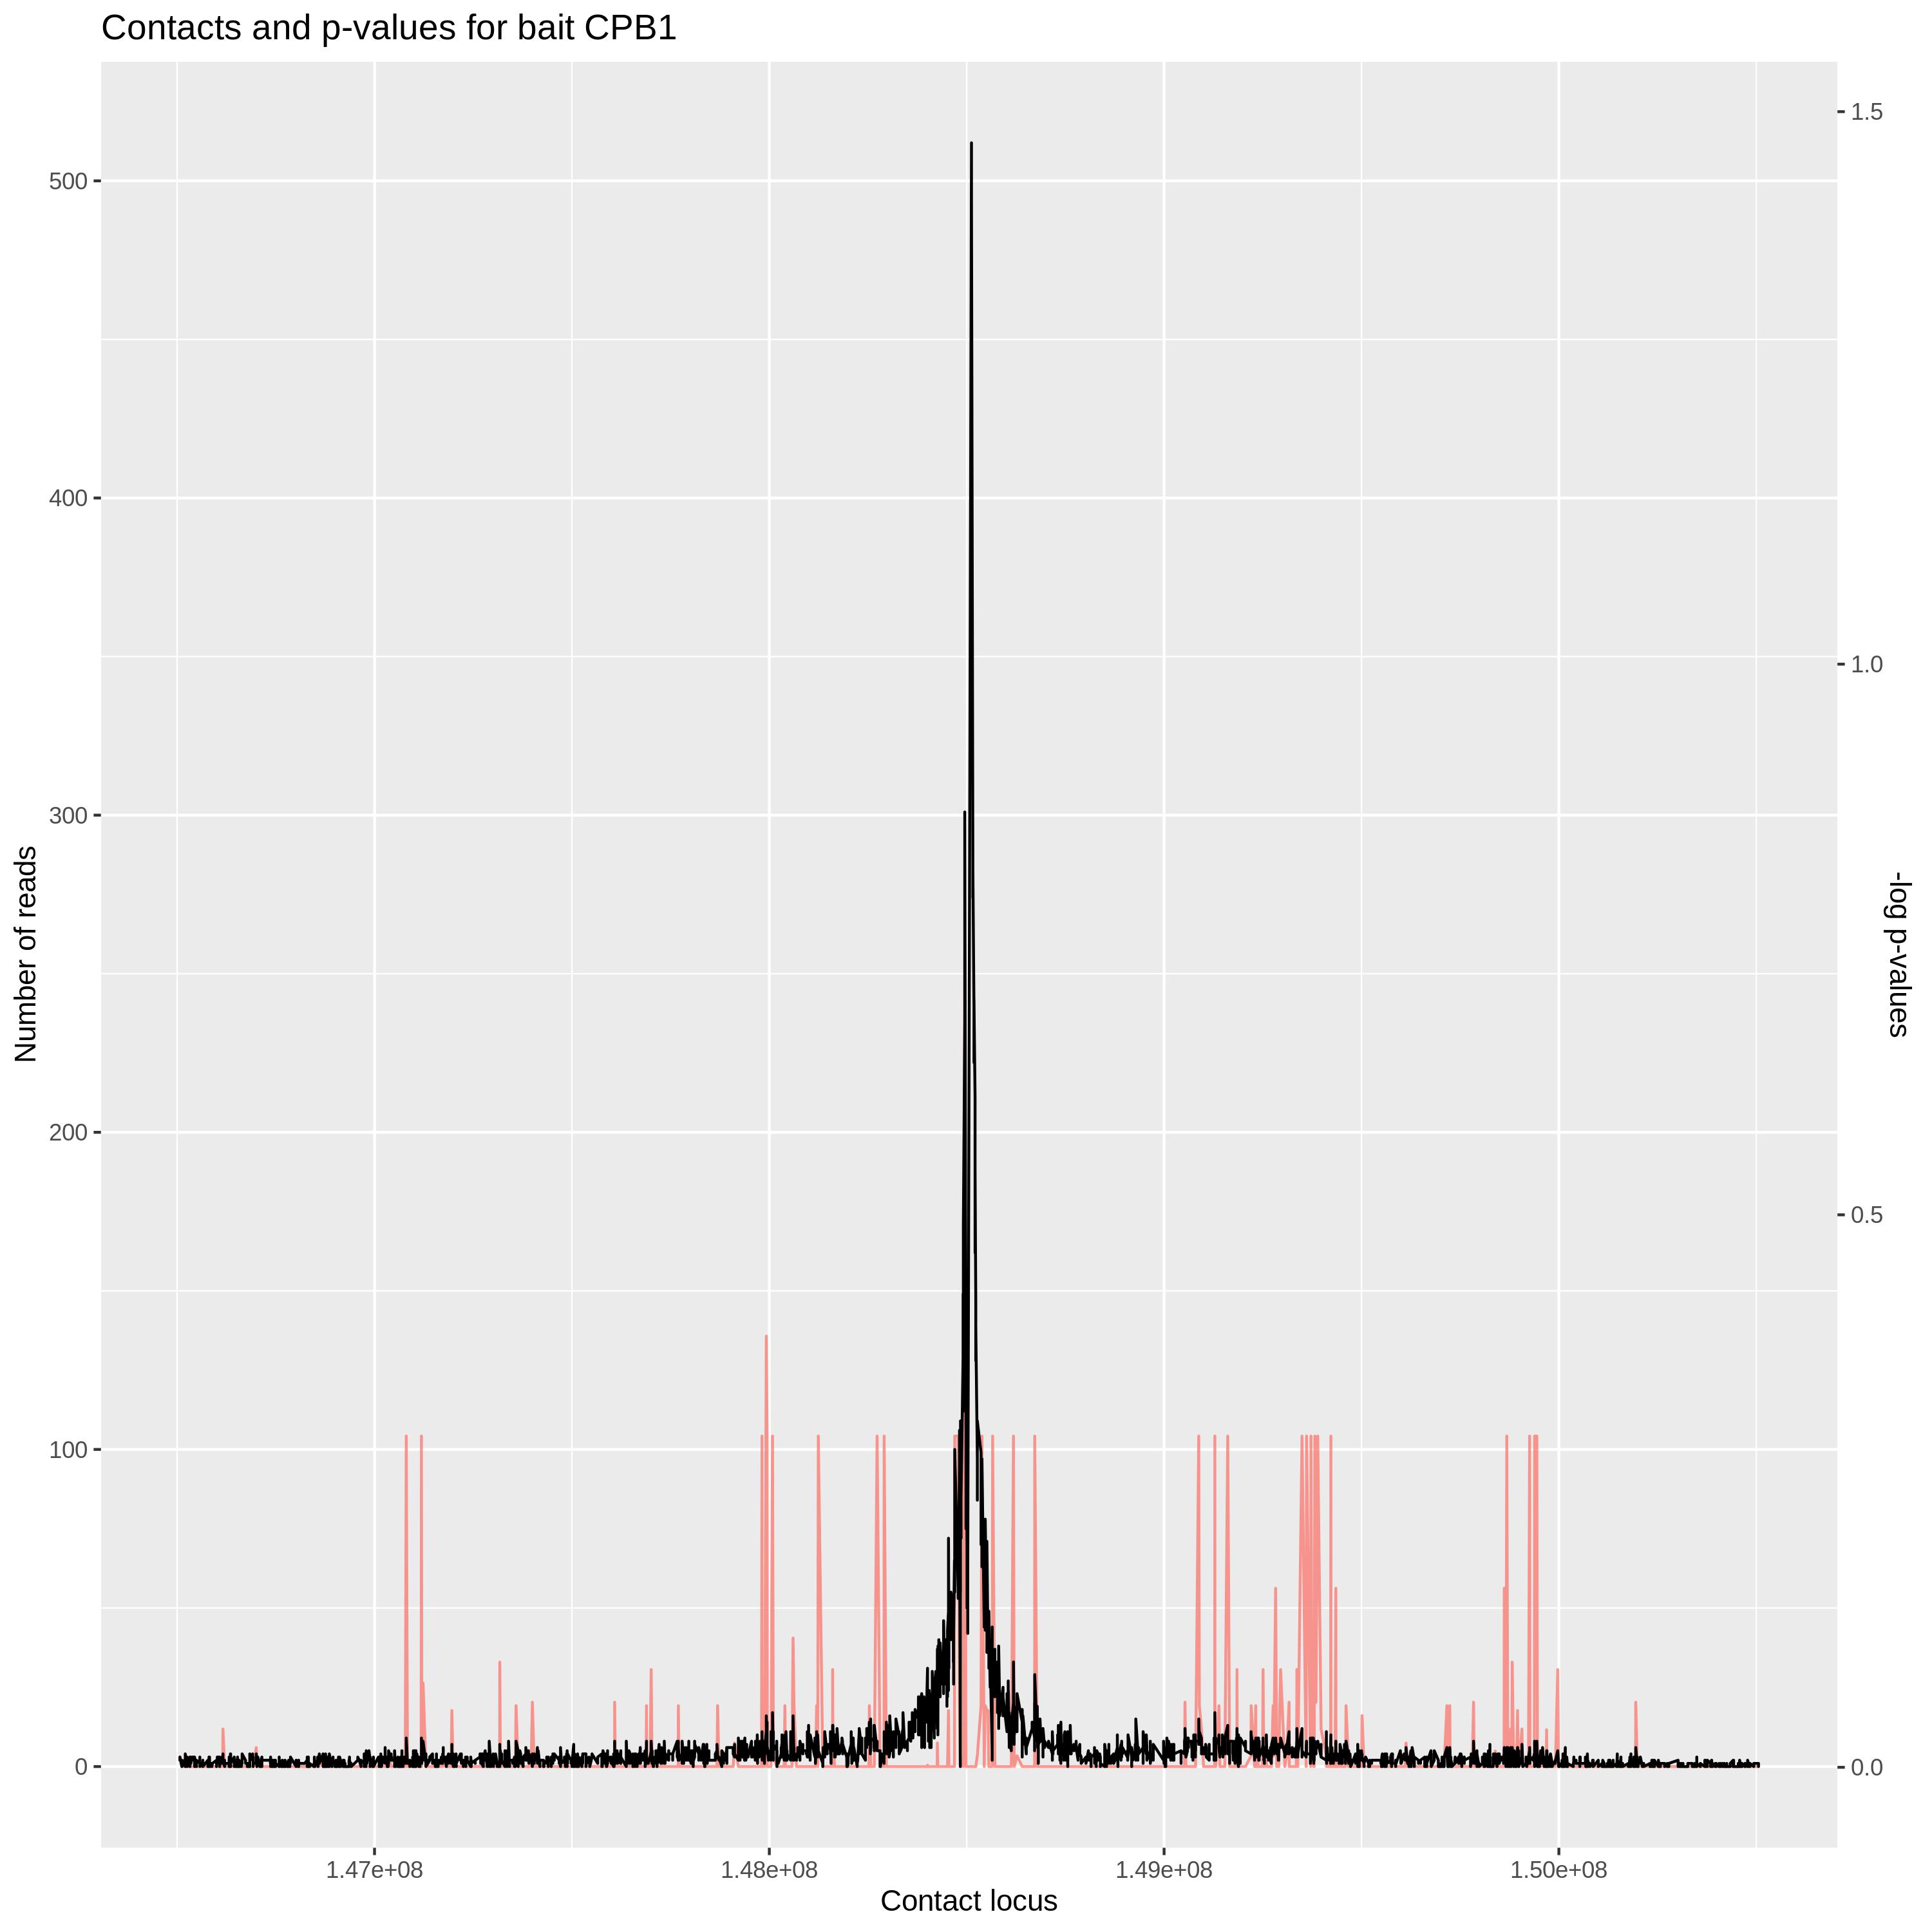 Contacts and p-values for bait CPB1
Number of reads
500
400
300
200
100
0
1.5
1.0
0.5
0.0
-log p-values
1.47e+08
1.48e+08
1.49e+08
1.50e+08
Contact locus